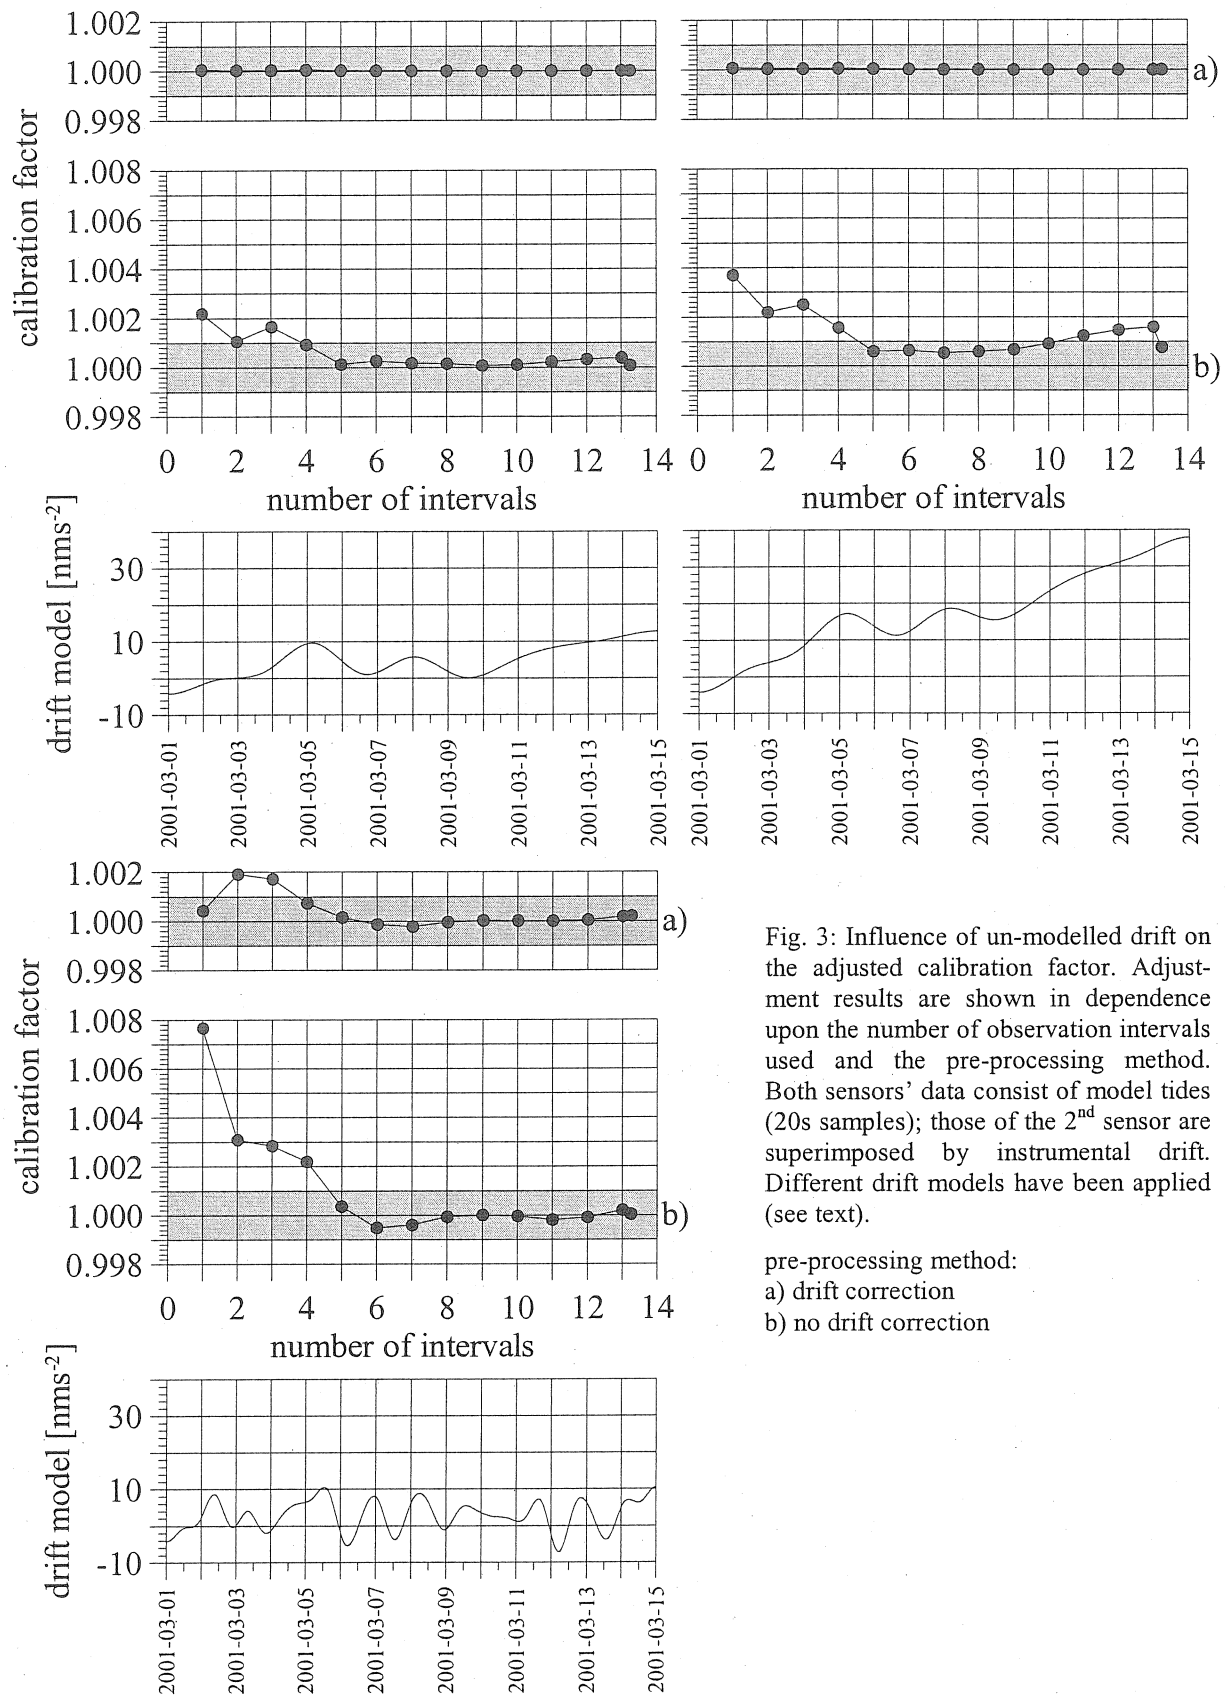 calibration factor
1.002
1.000
0.998
a)
1.008
1.006
1.004
1.002
1.000
0.998
b)
0 2 4 6 8 10 12 14 0 2 4 6 8 10 12 14
number of intervals number of intervals
drift model [nms⁻²]
30
10
-10
2001-03-01 2001-03-03 2001-03-05 2001-03-07 2001-03-09 2001-03-11 2001-03-13 2001-03-15 2001-03-01 2001-03-03 2001-03-05 2001-03-07 2001-03-09 2001-03-11 2001-03-13 2001-03-15
calibration factor
1.002
1.000
0.998
a)
1.008
1.006
1.004
1.002
1.000
0.998
b)
0 2 4 6 8 10 12 14
number of intervals
drift model [nms⁻²]
30
10
-10
2001-03-01 2001-03-03 2001-03-05 2001-03-07 2001-03-09 2001-03-11 2001-03-13 2001-03-15
Fig. 3: Influence of un-modelled drift on
the adjusted calibration factor. Adjust-
ment results are shown in dependence
upon the number of observation intervals
used and the pre-processing method.
Both sensors' data consist of model tides
(20s samples); those of the 2nd sensor are
superimposed by instrumental drift.
Different drift models have been applied
(see text).
pre-processing method:
a) drift correction
b) no drift correction